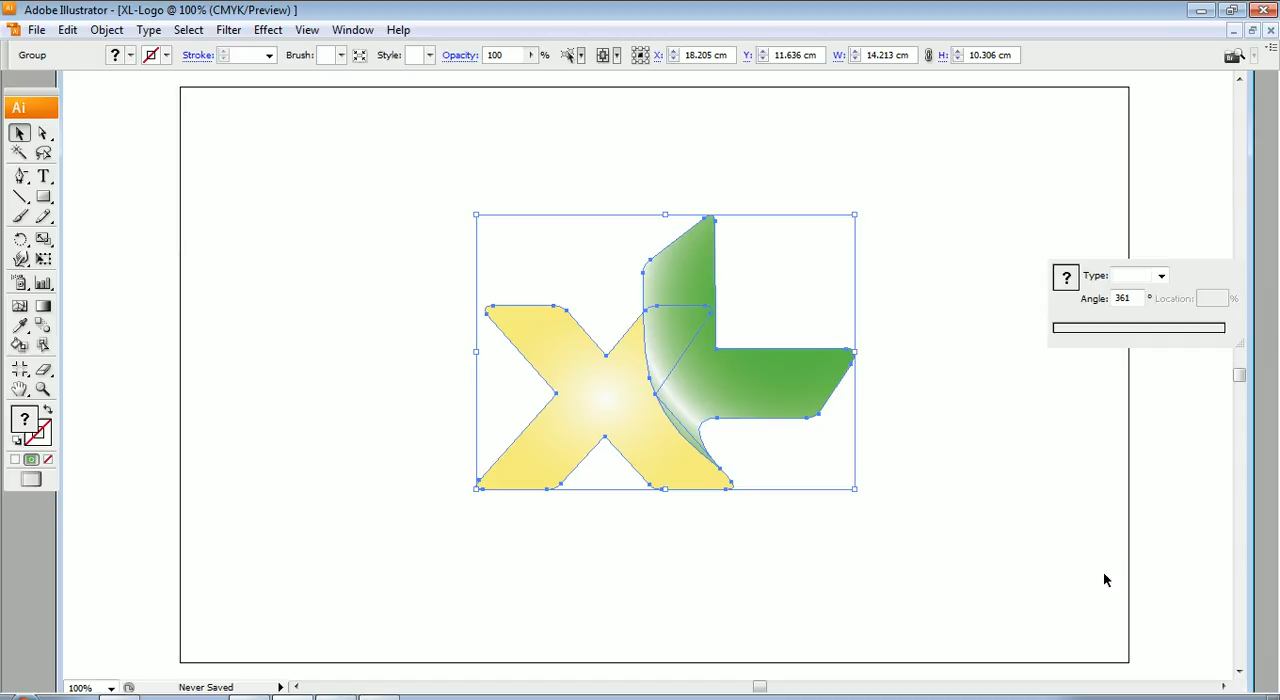 Ai Adobe Illustrator - [XL-Logo @ 100% (CMYK/Preview) ]
File Edit Object Type Select Filter Effect View Window Help
Group ? Stroke: Brush: Style: Opacity: 100 % X: 18.205 cm Y: 11.636 cm W: 14.213 cm H: 10.306 cm
Ai
T
? Type:
Angle: 361 ° Location: %
?
100% Never Saved